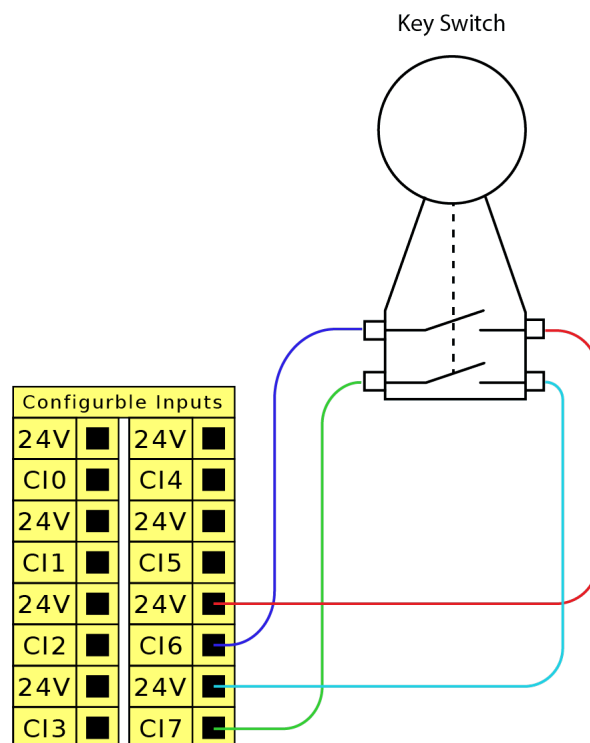 Key Switch
Configurble Inputs
24V 24V
CI0 CI4
24V 24V
CI1 CI5
24V 24V
CI2 CI6
24V 24V
CI3 CI7